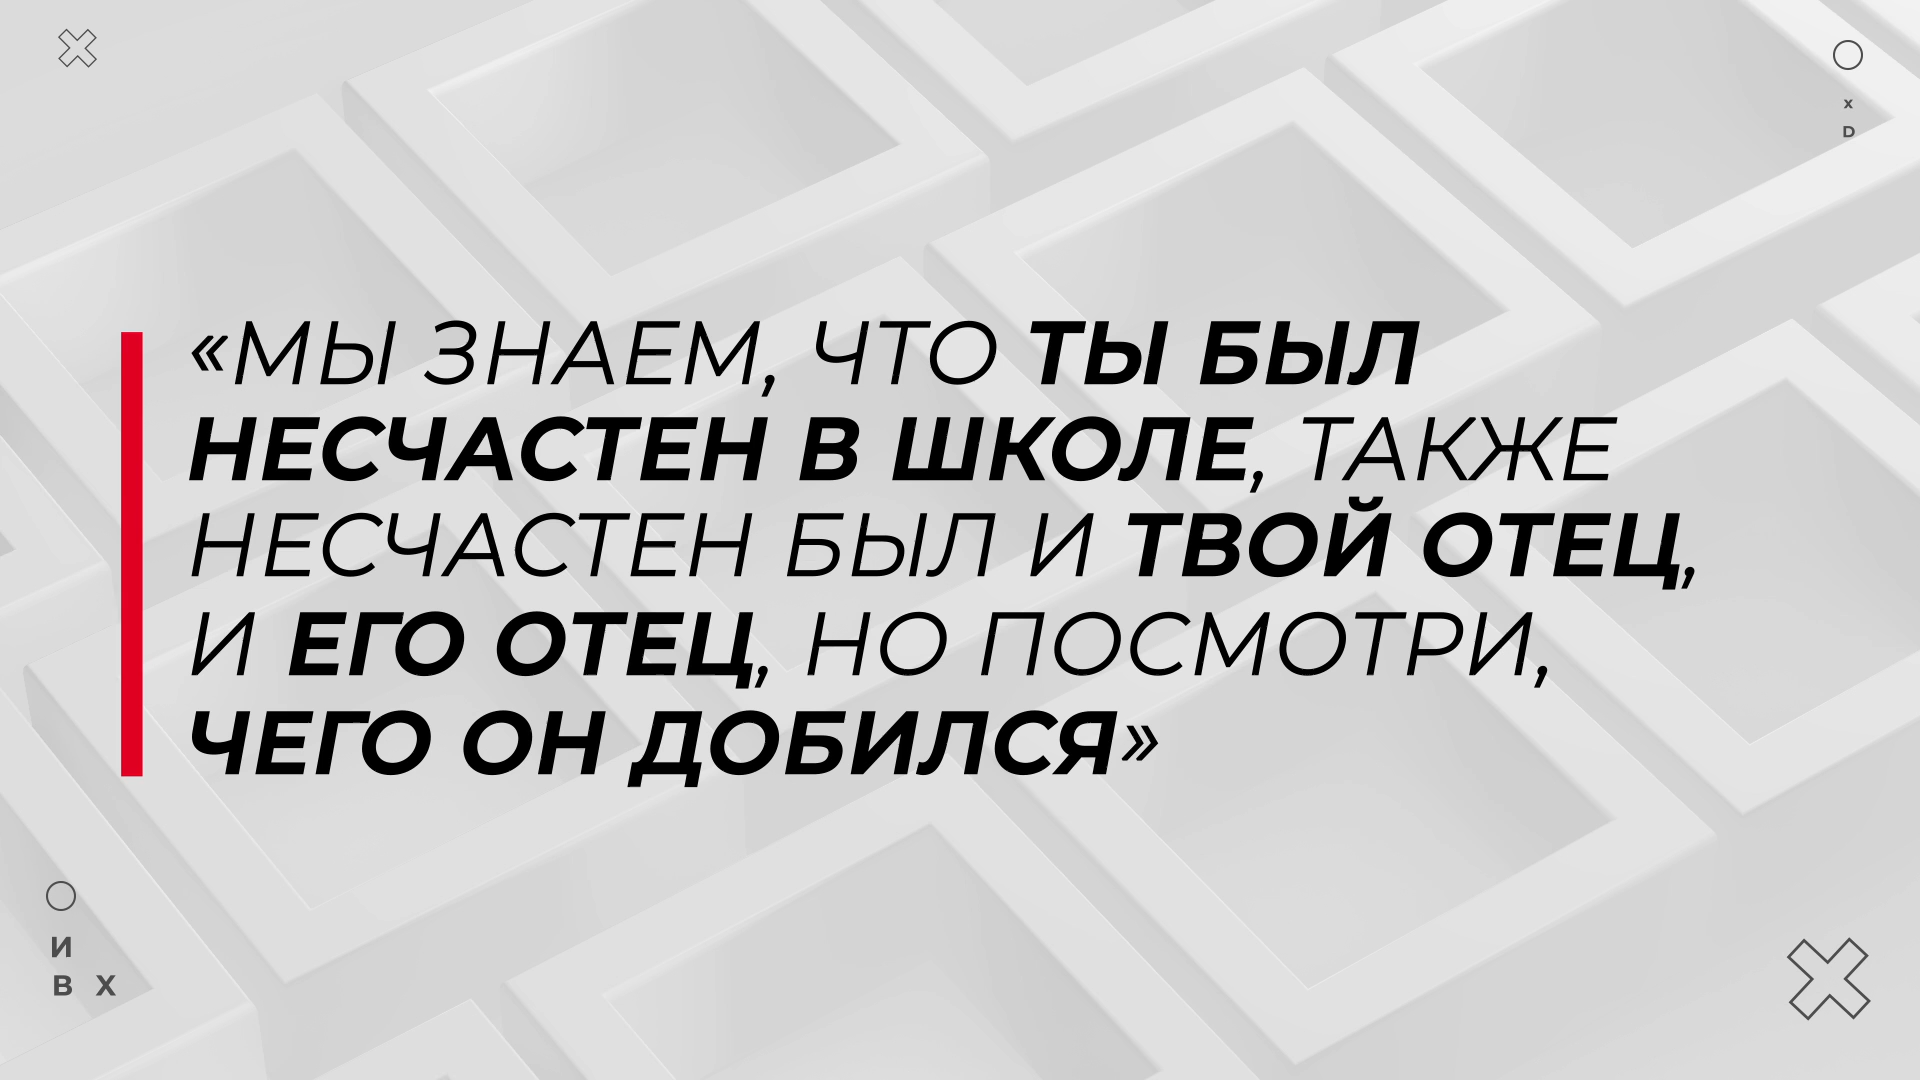 x
D
«МЫ ЗНАЕМ, ЧТО ТЫ БЫЛ
НЕСЧАСТЕН В ШКОЛЕ, ТАКЖЕ
НЕСЧАСТЕН БЫЛ И ТВОЙ ОТЕЦ,
И ЕГО ОТЕЦ, НО ПОСМОТРИ,
ЧЕГО ОН ДОБИЛСЯ»
И
В Х